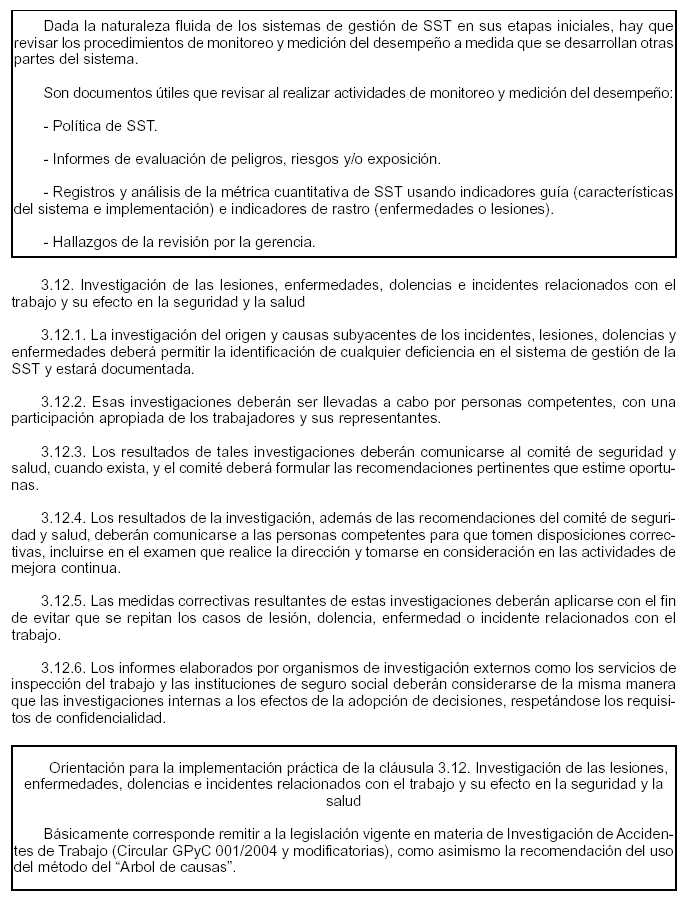 Dada la naturaleza fluida de los sistemas de gestión de SST en sus etapas iniciales, hay que
revisar los procedimientos de monitoreo y medición del desempeño a medida que se desarrollan otras
partes del sistema.
Son documentos útiles que revisar al realizar actividades de monitoreo y medición del desempeño:
- Política de SST.
- Informes de evaluación de peligros, riesgos y/o exposición.
- Registros y análisis de la métrica cuantitativa de SST usando indicadores guía (características
del sistema e implementación) e indicadores de rastro (enfermedades o lesiones).
- Hallazgos de la revisión por la gerencia.
3.12. Investigación de las lesiones, enfermedades, dolencias e incidentes relacionados con el
trabajo y su efecto en la seguridad y la salud
3.12.1. La investigación del origen y causas subyacentes de los incidentes, lesiones, dolencias y
enfermedades deberá permitir la identificación de cualquier deficiencia en el sistema de gestión de la
SST y estará documentada.
3.12.2. Esas investigaciones deberán ser llevadas a cabo por personas competentes, con una
participación apropiada de los trabajadores y sus representantes.
3.12.3. Los resultados de tales investigaciones deberán comunicarse al comité de seguridad y
salud, cuando exista, y el comité deberá formular las recomendaciones pertinentes que estime oportu-
nas.
3.12.4. Los resultados de la investigación, además de las recomendaciones del comité de seguri-
dad y salud, deberán comunicarse a las personas competentes para que tomen disposiciones correc-
tivas, incluirse en el examen que realice la dirección y tomarse en consideración en las actividades de
mejora continua.
3.12.5. Las medidas correctivas resultantes de estas investigaciones deberán aplicarse con el fin
de evitar que se repitan los casos de lesión, dolencia, enfermedad o incidente relacionados con el
trabajo.
3.12.6. Los informes elaborados por organismos de investigación externos como los servicios de
inspección del trabajo y las instituciones de seguro social deberán considerarse de la misma manera
que las investigaciones internas a los efectos de la adopción de decisiones, respetándose los requisi-
tos de confidencialidad.
Orientación para la implementación práctica de la cláusula 3.12. Investigación de las lesiones,
enfermedades, dolencias e incidentes relacionados con el trabajo y su efecto en la seguridad y la
salud
Básicamente corresponde remitir a la legislación vigente en materia de Investigación de Acciden-
tes de Trabajo (Circular GPyC 001/2004 y modificatorias), como asimismo la recomendación del uso
del método del “Arbol de causas”.